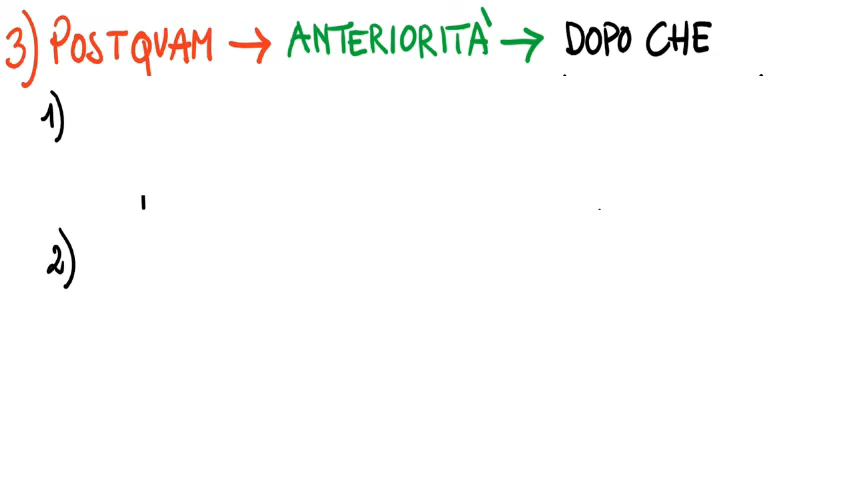 3) POSTQUAM → ANTERIORITÀ → DOPO CHE
1)
2)